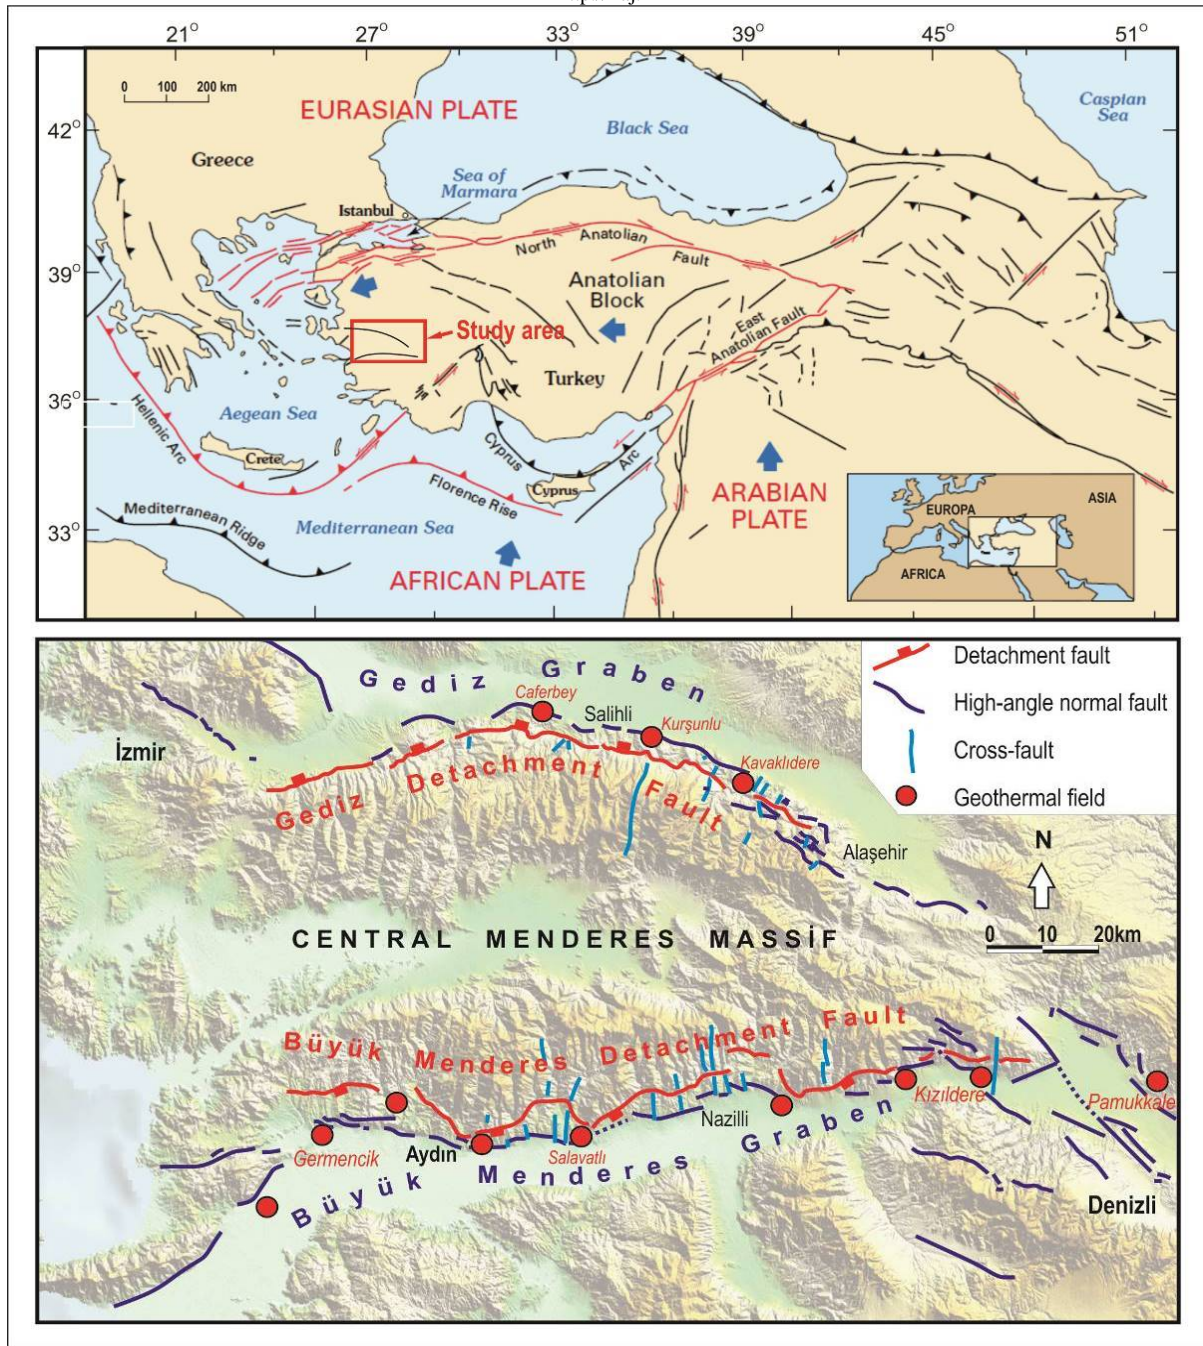 21° 27° 33° 39° 45° 51°
0 100 200 km
EURASIAN PLATE
Caspian
Sea
Black Sea
42°
Greece
Sea of
Marmara
Istanbul
North Anatolian
Fault
39°
Anatolian
Block
Study area
East
Anatolian Fault
Turkey
36°
Aegean Sea
Hellenic Arc
Crete
Cyprus
Arc
Cyprus
Florence Rise
ARABIAN
PLATE
Mediterranean Ridge
Mediterranean Sea
33°
AFRICAN PLATE
EUROPA
ASIA
AFRICA
Gediz Graben
Caferbey
Salihli
Kurşunlu
İzmir
Kavaklıdere
Gediz Detachment Fault
Alaşehir
Detachment fault
High-angle normal fault
Cross-fault
Geothermal field
N
0 10 20km
CENTRAL MENDERES MASSİF
Büyük Menderes Detachment Fault
Kızıldere
Pamukkale
Nazilli
Germencik
Aydın
Salavatlı
Büyük Menderes Graben
Denizli